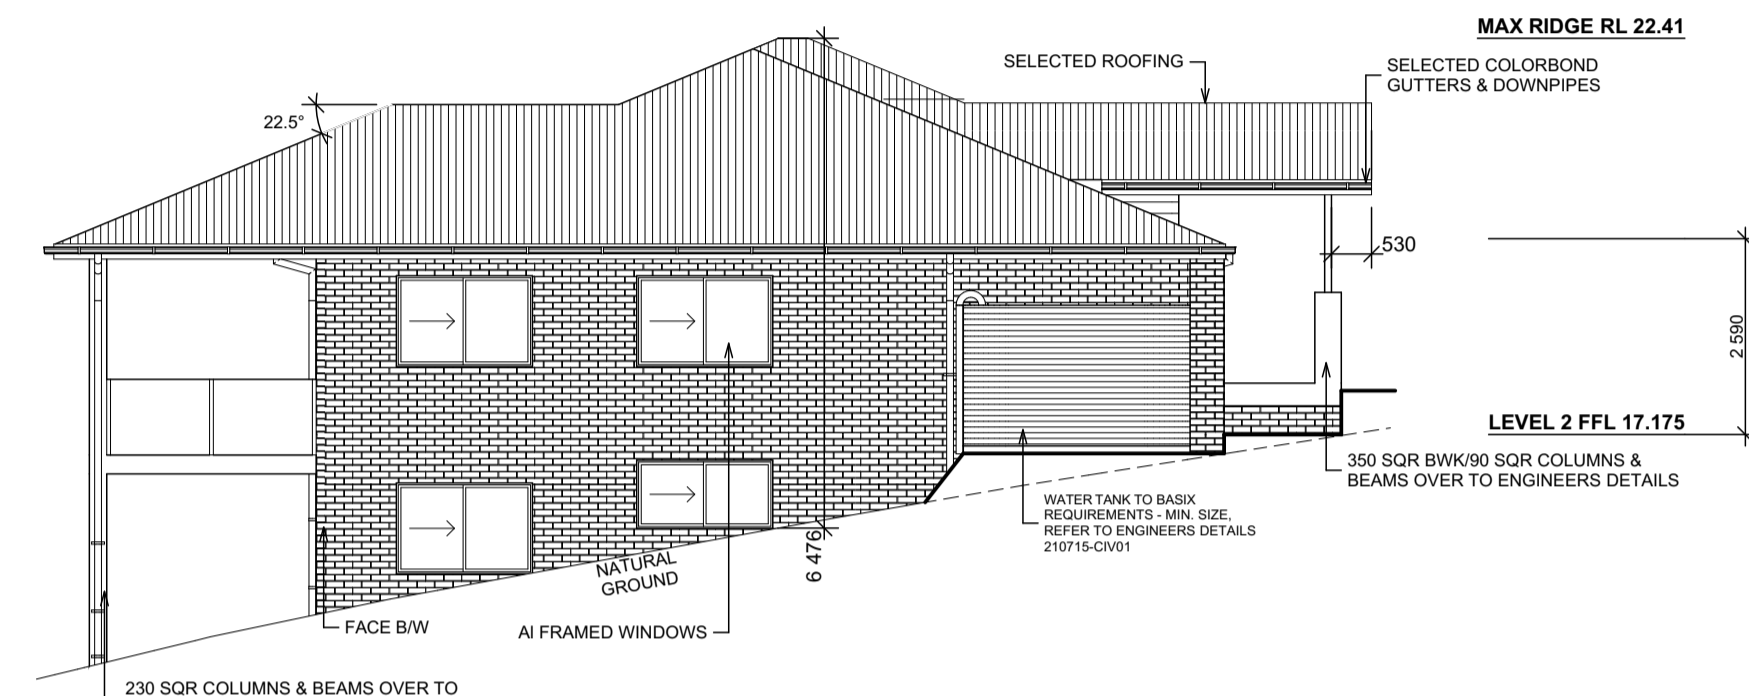 MAX RIDGE RL 22.41
SELECTED ROOFING
SELECTED COLORBOND
GUTTERS & DOWNPIPES
22.5°
530
2 590
LEVEL 2 FFL 17.175
350 SQR BWK/90 SQR COLUMNS &
BEAMS OVER TO ENGINEERS DETAILS
WATER TANK TO BASIX
REQUIREMENTS - MIN. SIZE,
REFER TO ENGINEERS DETAILS
210715-CIV01
6 476
NATURAL
GROUND
FACE B/W
Al FRAMED WINDOWS
230 SQR COLUMNS & BEAMS OVER TO